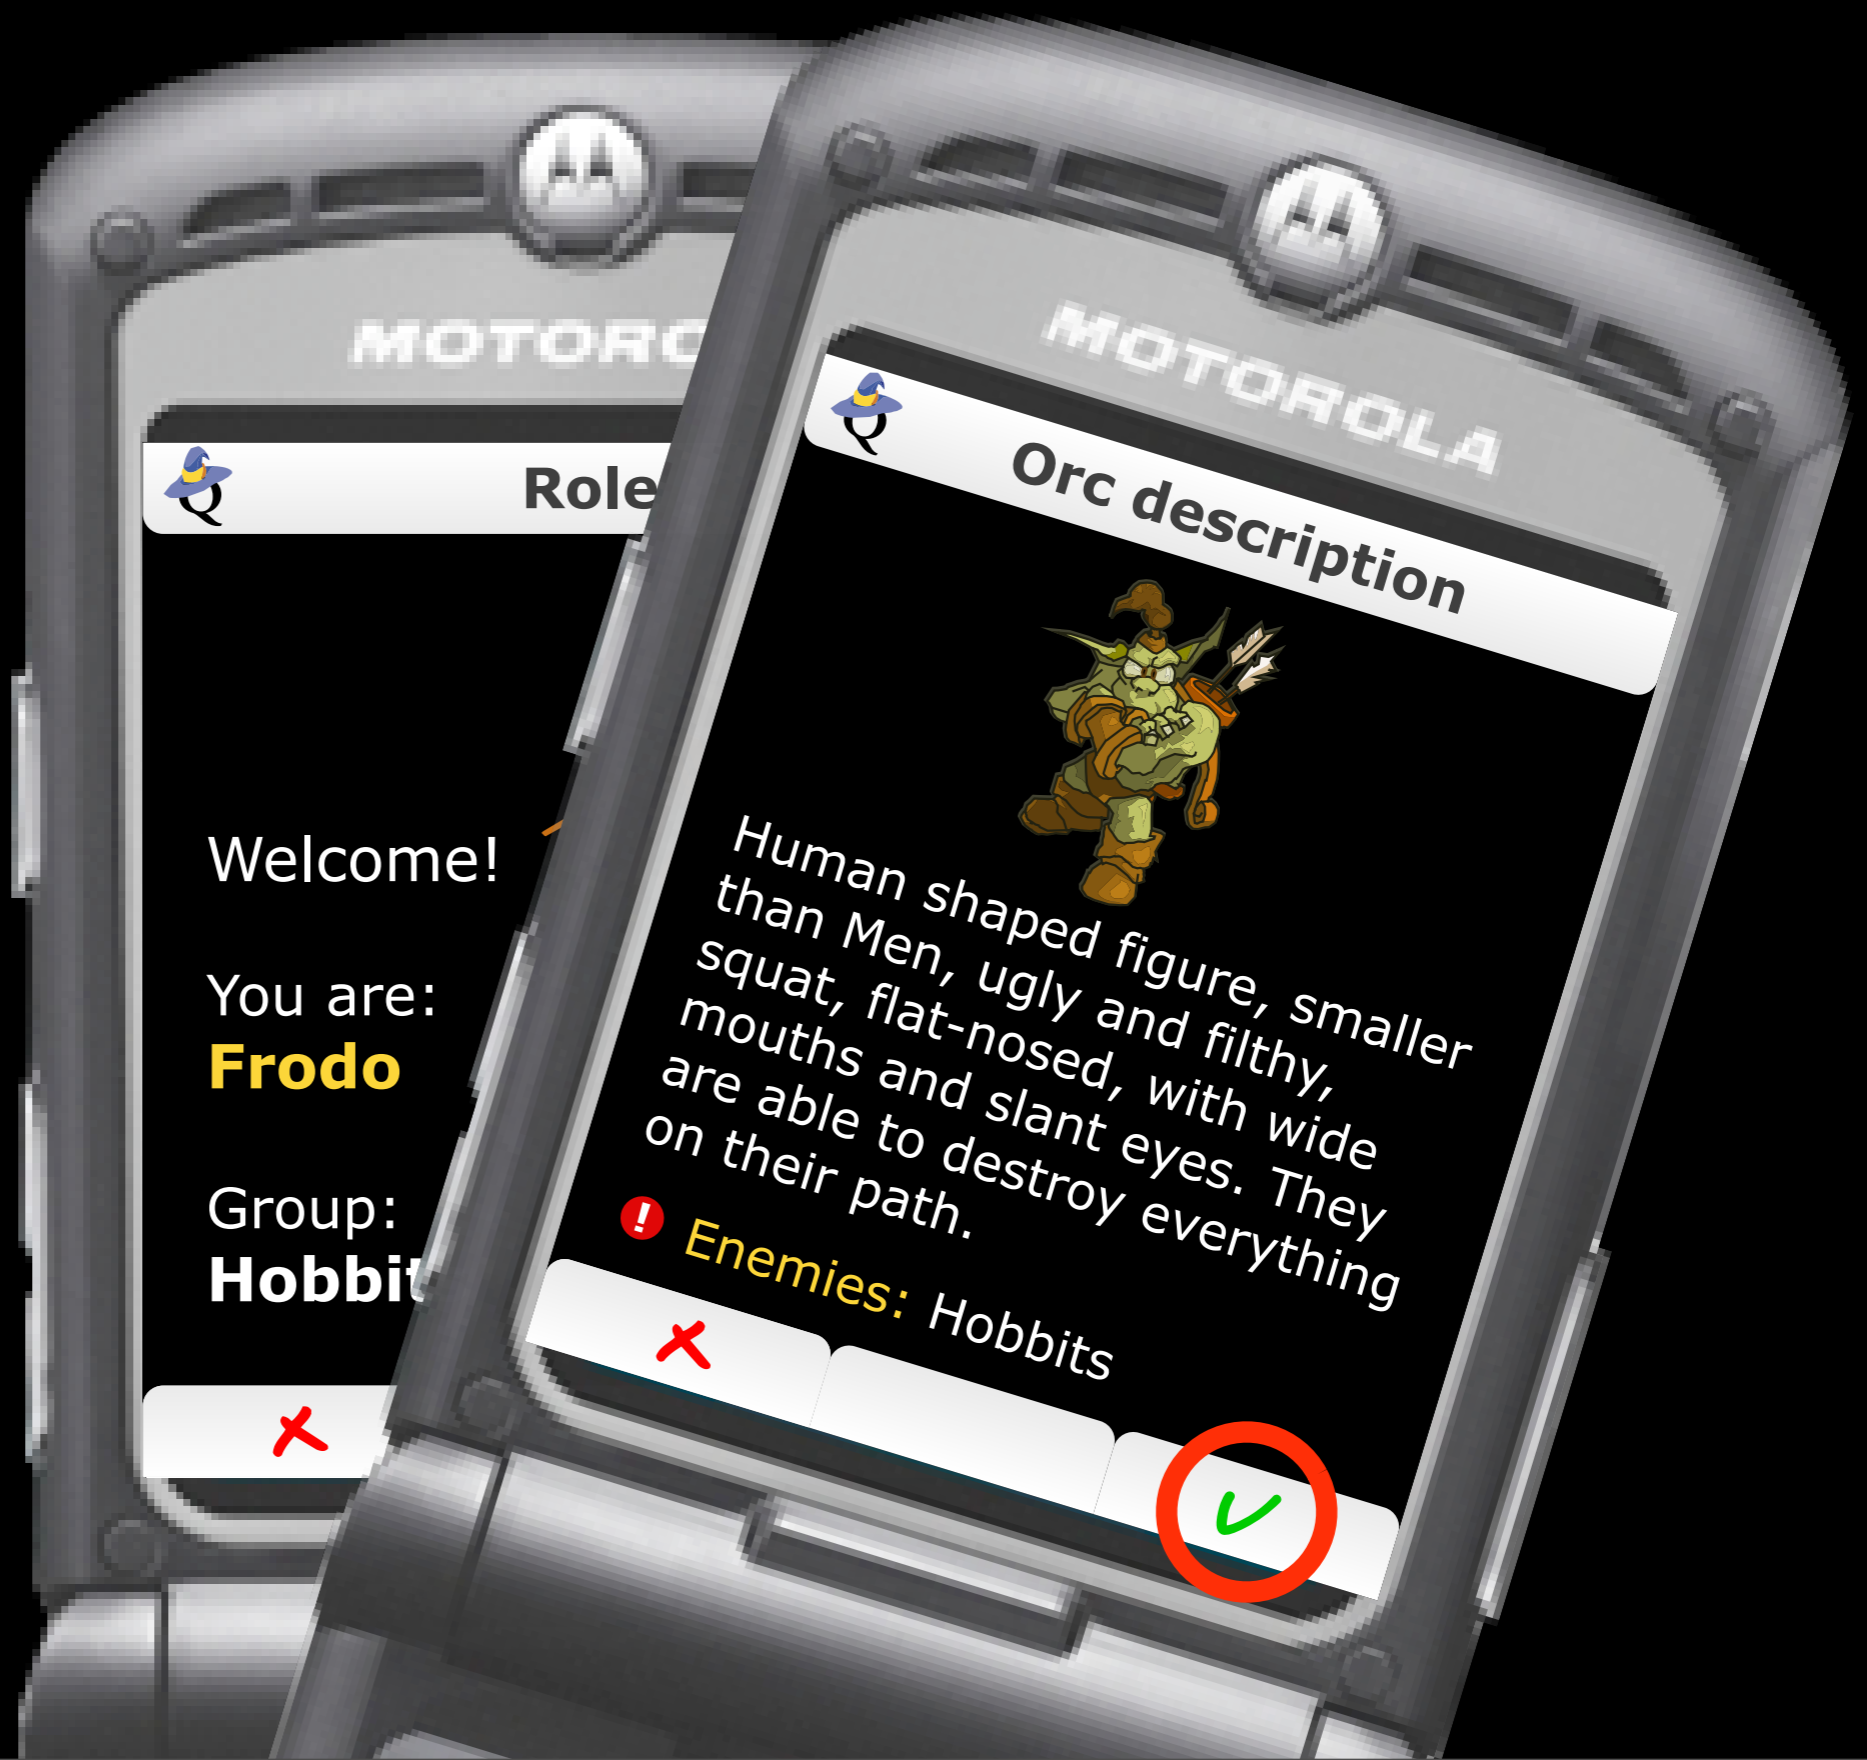 MOTORO
Q
Role
Welcome!
You are:
Frodo
Group:
Hobbit
MOTOROLA
Q
Orc description
Human shaped figure, smaller
than Men, ugly and filthy,
squat, flat-nosed, with wide
mouths and slant eyes. They
are able to destroy everything
on their path.
! Enemies: Hobbits